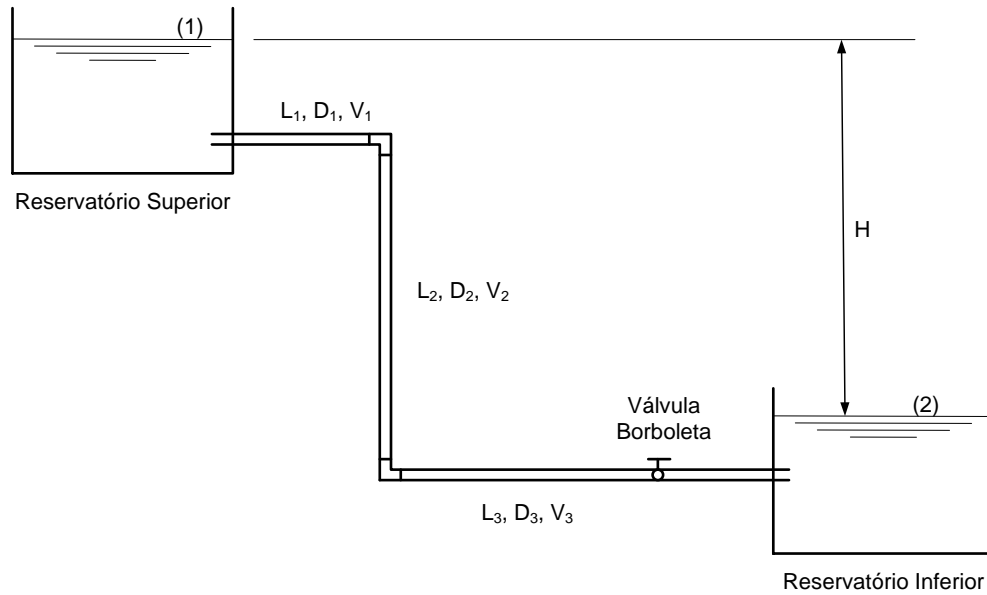 (1)
L₁, D₁, V₁
Reservatório Superior
H
L₂, D₂, V₂
Válvula
Borboleta
(2)
L₃, D₃, V₃
Reservatório Inferior